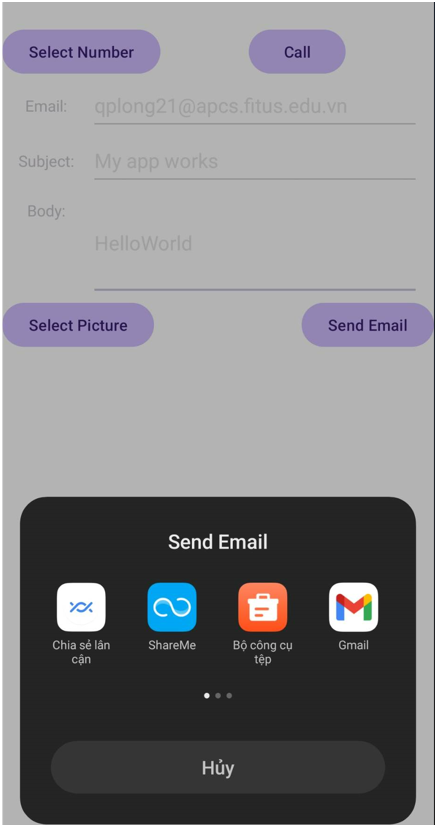 Select Number
Call
Email:
qplong21@apcs.fitus.edu.vn
Subject:
My app works
Body:
HelloWorld
Select Picture
Send Email
Send Email
Chia sẻ lân
cận
ShareMe
Bộ công cụ
tệp
Gmail
Hủy